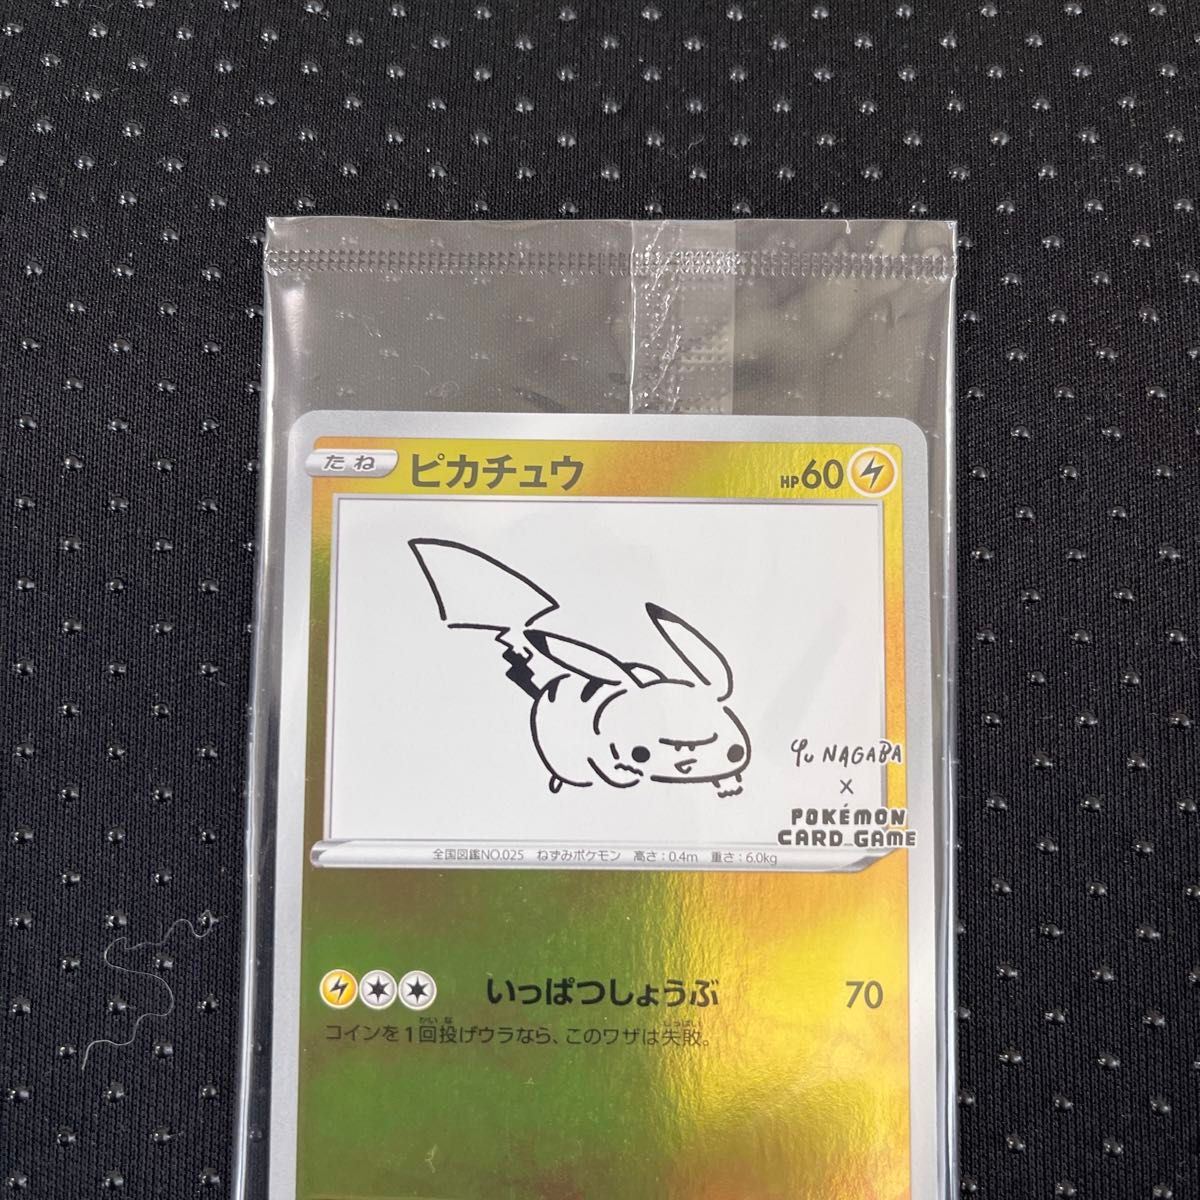 たね ピカチュウ HP60
Yu NAGABA
×
POKÉMON
CARD GAME
全国図鑑NO.025 ねずみポケモン 高さ:0.4m 重さ:6.0kg
いっぱつしょうぶ 70
コインを1回投げウラなら、このワザは失敗。